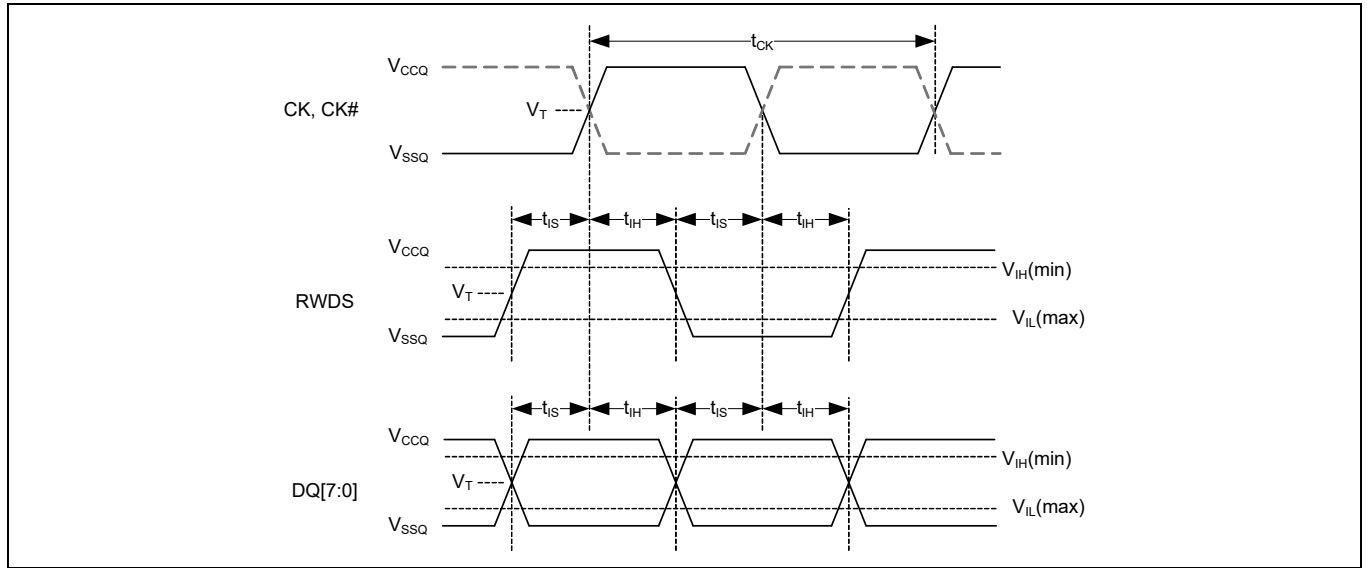 tCK
VCCQ
CK, CK#
VT
VSSQ
tIS tIH tIS tIH
VCCQ
VIH(min)
VT
RWDS
VIL(max)
VSSQ
tIS tIH tIS tIH
VCCQ
VIH(min)
VT
DQ[7:0]
VIL(max)
VSSQ